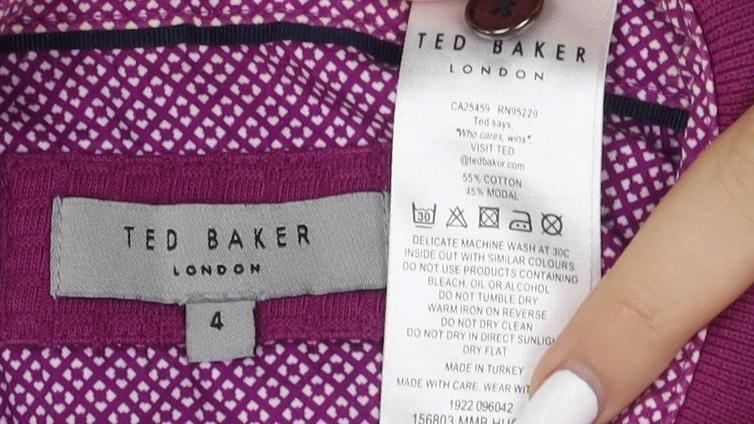 TED BAKER
LONDON
4
TED BAKER
LONDON
CA25459 RN95229
Ted says,
"Who cares, wins".
VISIT TED
@tedbaker.com
55% COTTON
45% MODAL
30
DELICATE MACHINE WASH AT 30C
INSIDE OUT WITH SIMILAR COLOURS.
DO NOT USE PRODUCTS CONTAINING
BLEACH, OIL OR ALCOHOL
DO NOT TUMBLE DRY
WARM IRON ON REVERSE
DO NOT DRY CLEAN
DO NOT DRY IN DIRECT
DRY FLAT
MADE IN TURKEY
MADE WITH CARE. WEAR
1922 096042
156803 MMB